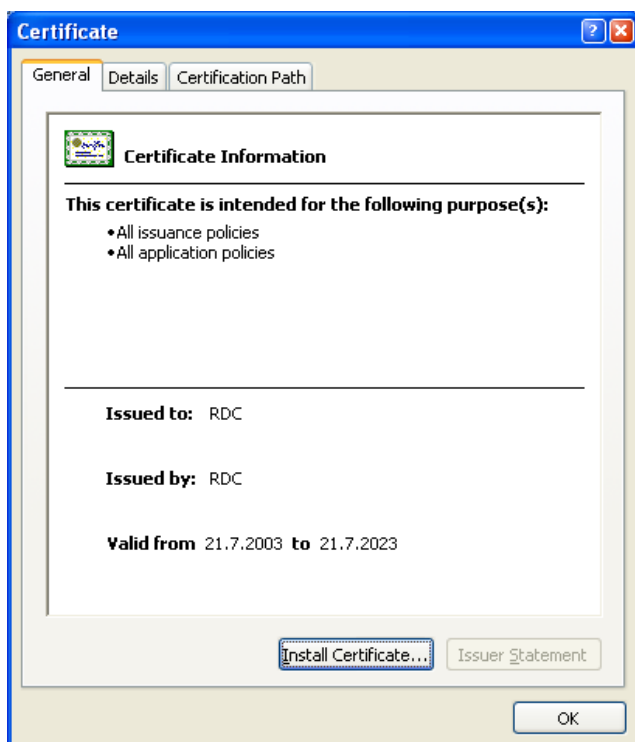 Certificate
General Details Certification Path
Certificate Information
This certificate is intended for the following purpose(s):
•All issuance policies
•All application policies
Issued to: RDC
Issued by: RDC
Valid from 21.7.2003 to 21.7.2023
Install Certificate... Issuer Statement
OK